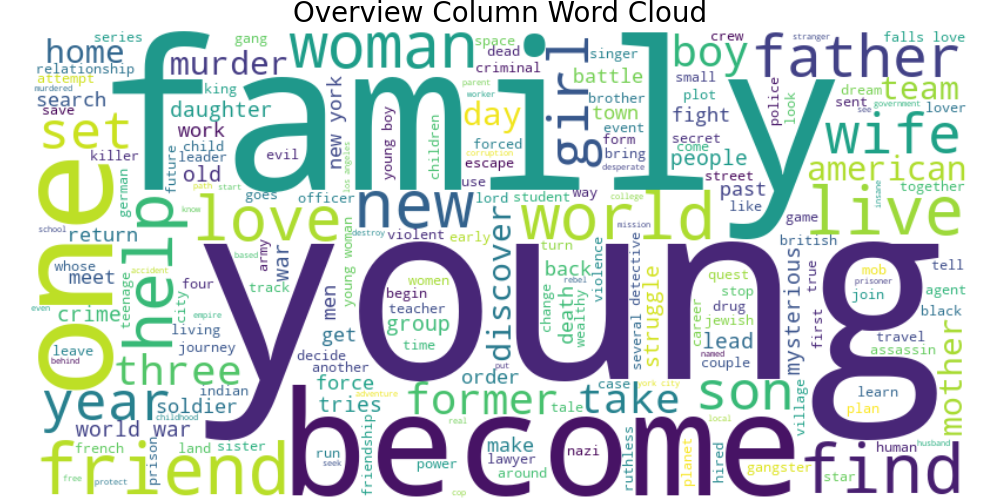 Overview Column Word Cloud
series
gang
woman
space
crew
stranger
falls love
home
relationship
murder
dead
criminal
singer
boy
father
attempt
murdered
king
parent
girl
battle
small
plot
police
look
dream
team
sent
government
save
search
daughter
family
day
worker
brother
town
fight
see
lover
set
work
new york
young boy
children
forced
corruption
event
form
secret
come
wife
killer
child
leader
evil
los angeles
escape
bring
desperate
people
street
american
one
german
future
old
use
way
past
like
together
path
start
goes
officer
new
lord
student
college
insane
help
know
love
world
mission
game
live
school
return
destroy
violent
early
british
whose
meet
based
army
war
young woman
discover
turn
violence
several detective
mysterious
true
tell
teenage
accident
track
men
women
back
rebel
struggle
quest
stop
mob
prisoner
join
agent
even
crime
city
four
empire
begin
teacher
group
change
death
wealthy
career
drug
jewish
first
black
young
living
journey
get
time
lead
named
couple
travel
assassin
leave
behind
decide
another
put
three
force
order
case
york city
learn
mother
year
indian
soldier
tries
adventure
former
tale
take
son
village
plan
childhood
world war
friendship
real
local
husband
french
land
sister
become
make
lawyer
nazi
ruthless
planet
hired
human
friend
prison
run
seek
power
around
gangster
star
find
free
protect
cop